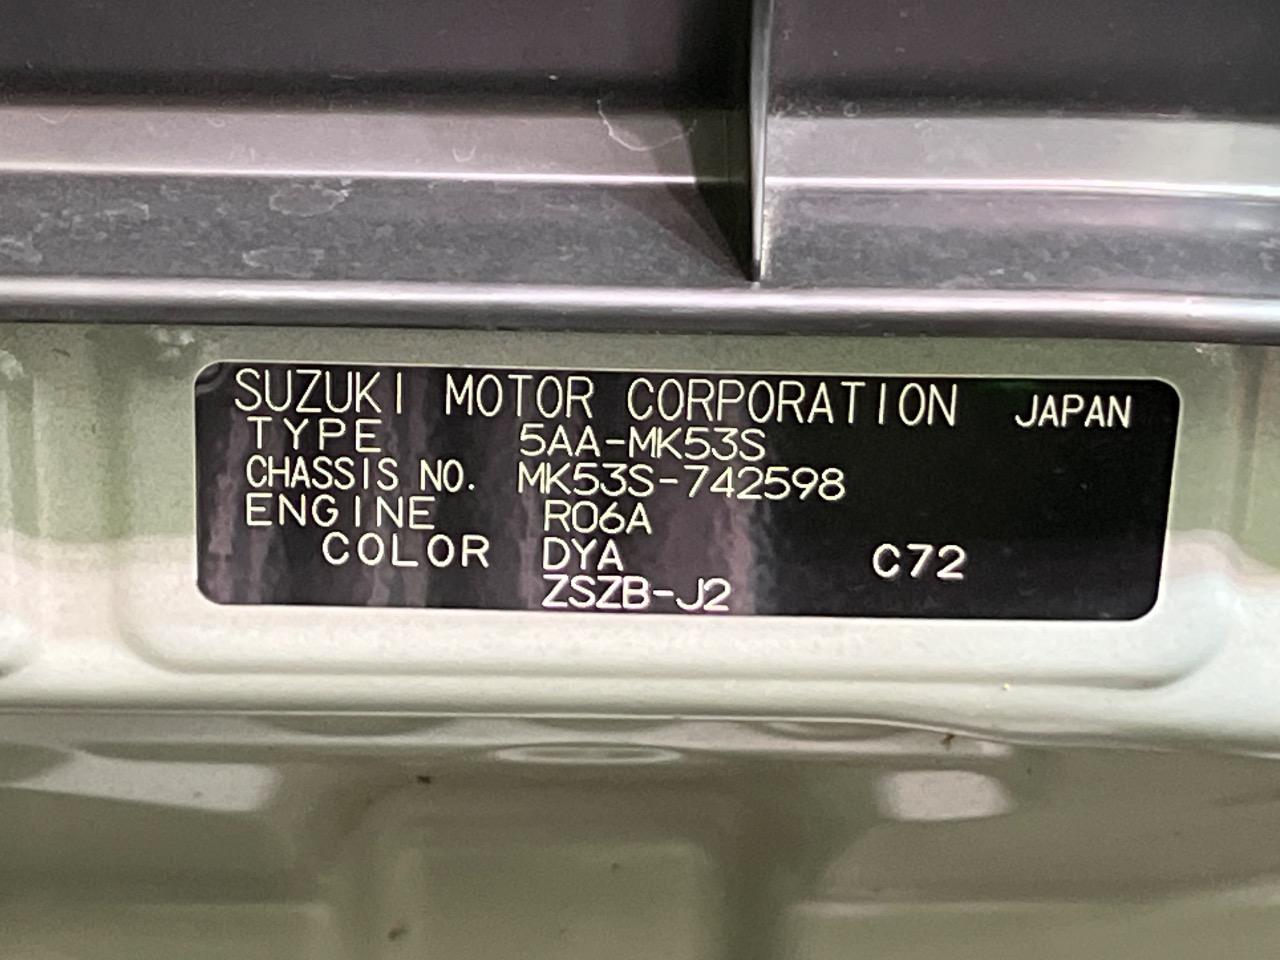 SUZUKI MOTOR CORPORATION JAPAN
TYPE 5AA-MK53S
CHASSIS NO. MK53S-742598
ENGINE R06A
COLOR DYA C72
ZSZB-J2